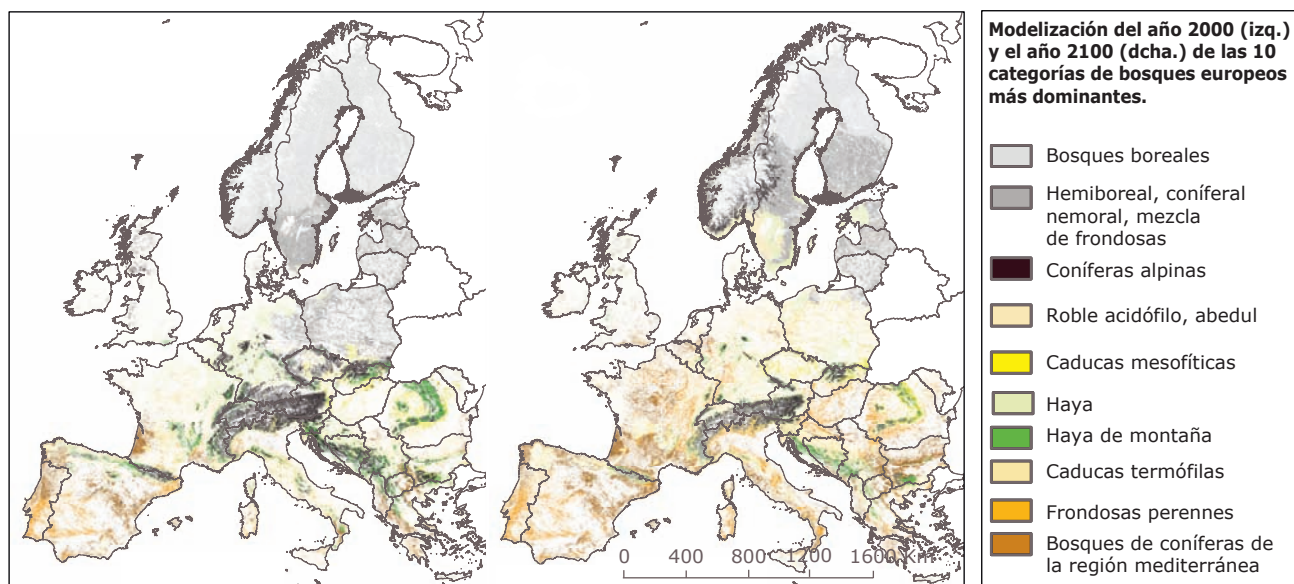 Modelización del año 2000 (izq.)
y el año 2100 (dcha.) de las 10
categorías de bosques europeos
más dominantes.
Bosques boreales
Hemiboreal, coníferal
nemoral, mezcla
de frondosas
Coníferas alpinas
Roble acidófilo, abedul
Caducas mesofíticas
Haya
Haya de montaña
Caducas termófilas
Frondosas perennes
Bosques de coníferas de
la región mediterránea
0 400 800 1200 1600 Km